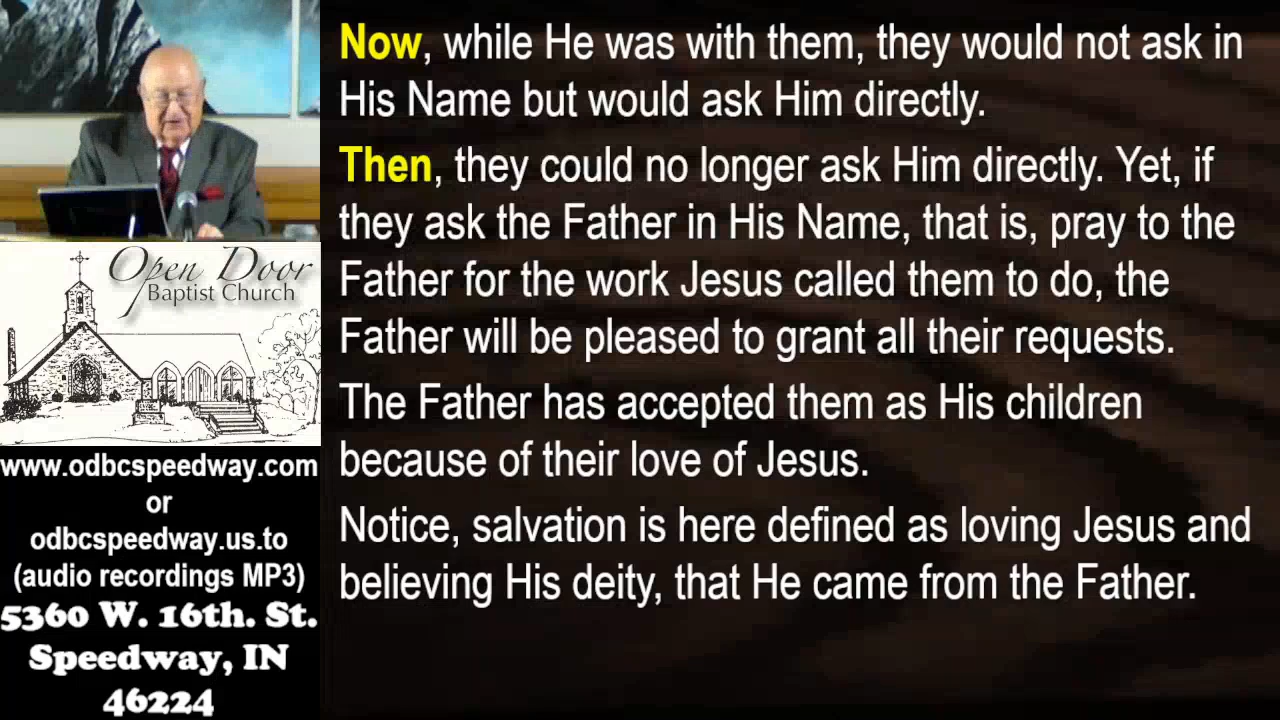 Now, while He was with them, they would not ask in
His Name but would ask Him directly.
Then, they could no longer ask Him directly. Yet, if
they ask the Father in His Name, that is, pray to the
Father for the work Jesus called them to do, the
Father will be pleased to grant all their requests.
The Father has accepted them as His children
because of their love of Jesus.
Notice, salvation is here defined as loving Jesus and
believing His deity, that He came from the Father.
Open Door
Baptist Church
www.odbcspeedway.com
or
odbcspeedway.us.to
(audio recordings MP3)
5360 W. 16th. St.
Speedway, IN
46224